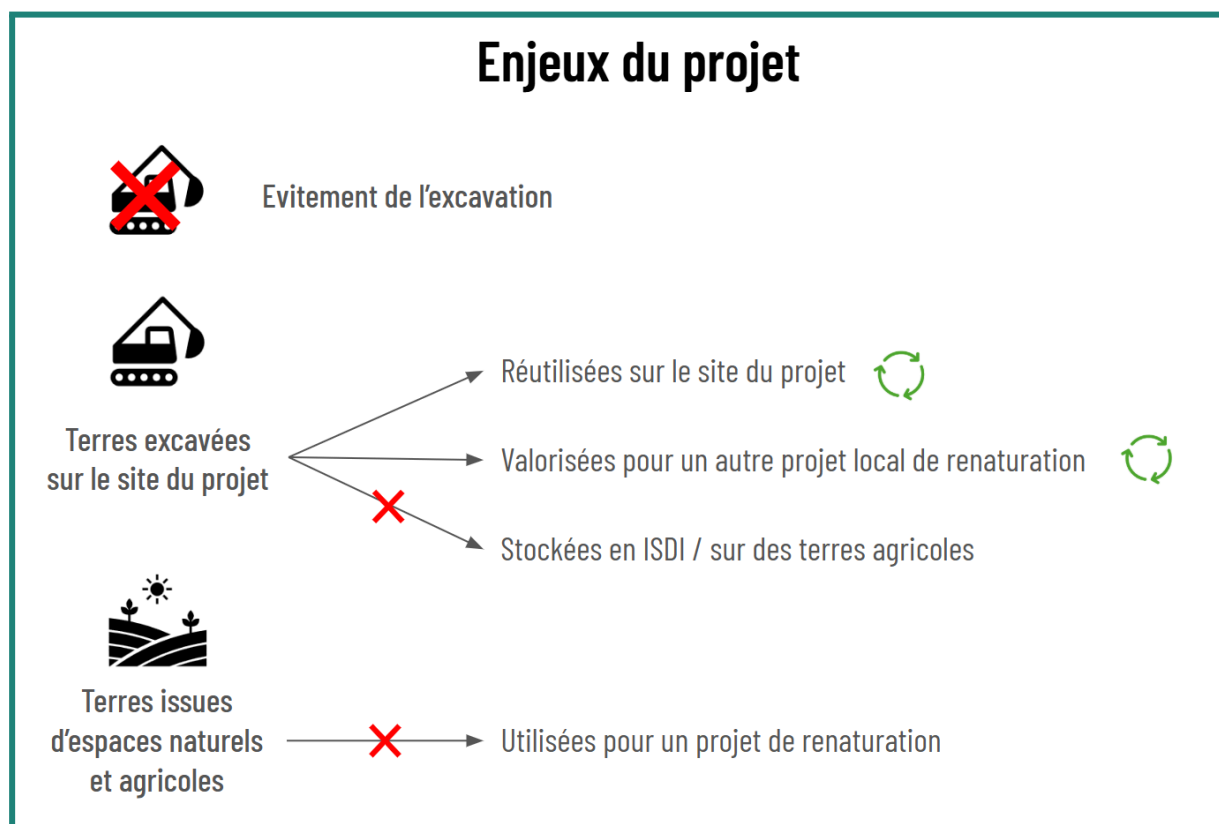 Enjeux du projet
Evitement de l'excavation
Terres excavées
sur le site du projet
Réutilisées sur le site du projet
Valorisées pour un autre projet local de renaturation
Stockées en ISDI / sur des terres agricoles
Terres issues
d'espaces naturels
et agricoles
Utilisées pour un projet de renaturation